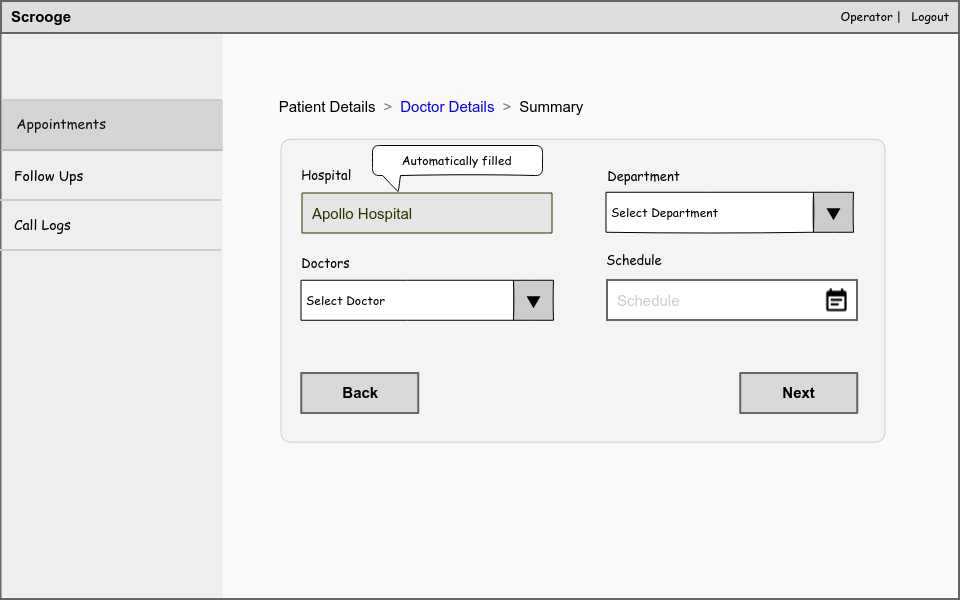 Scrooge
Operator | Logout
Appointments
Follow Ups
Call Logs
Patient Details > Doctor Details > Summary
Automatically filled
Hospital
Apollo Hospital
Department
Select Department
Doctors
Select Doctor
Schedule
Schedule
Back
Next